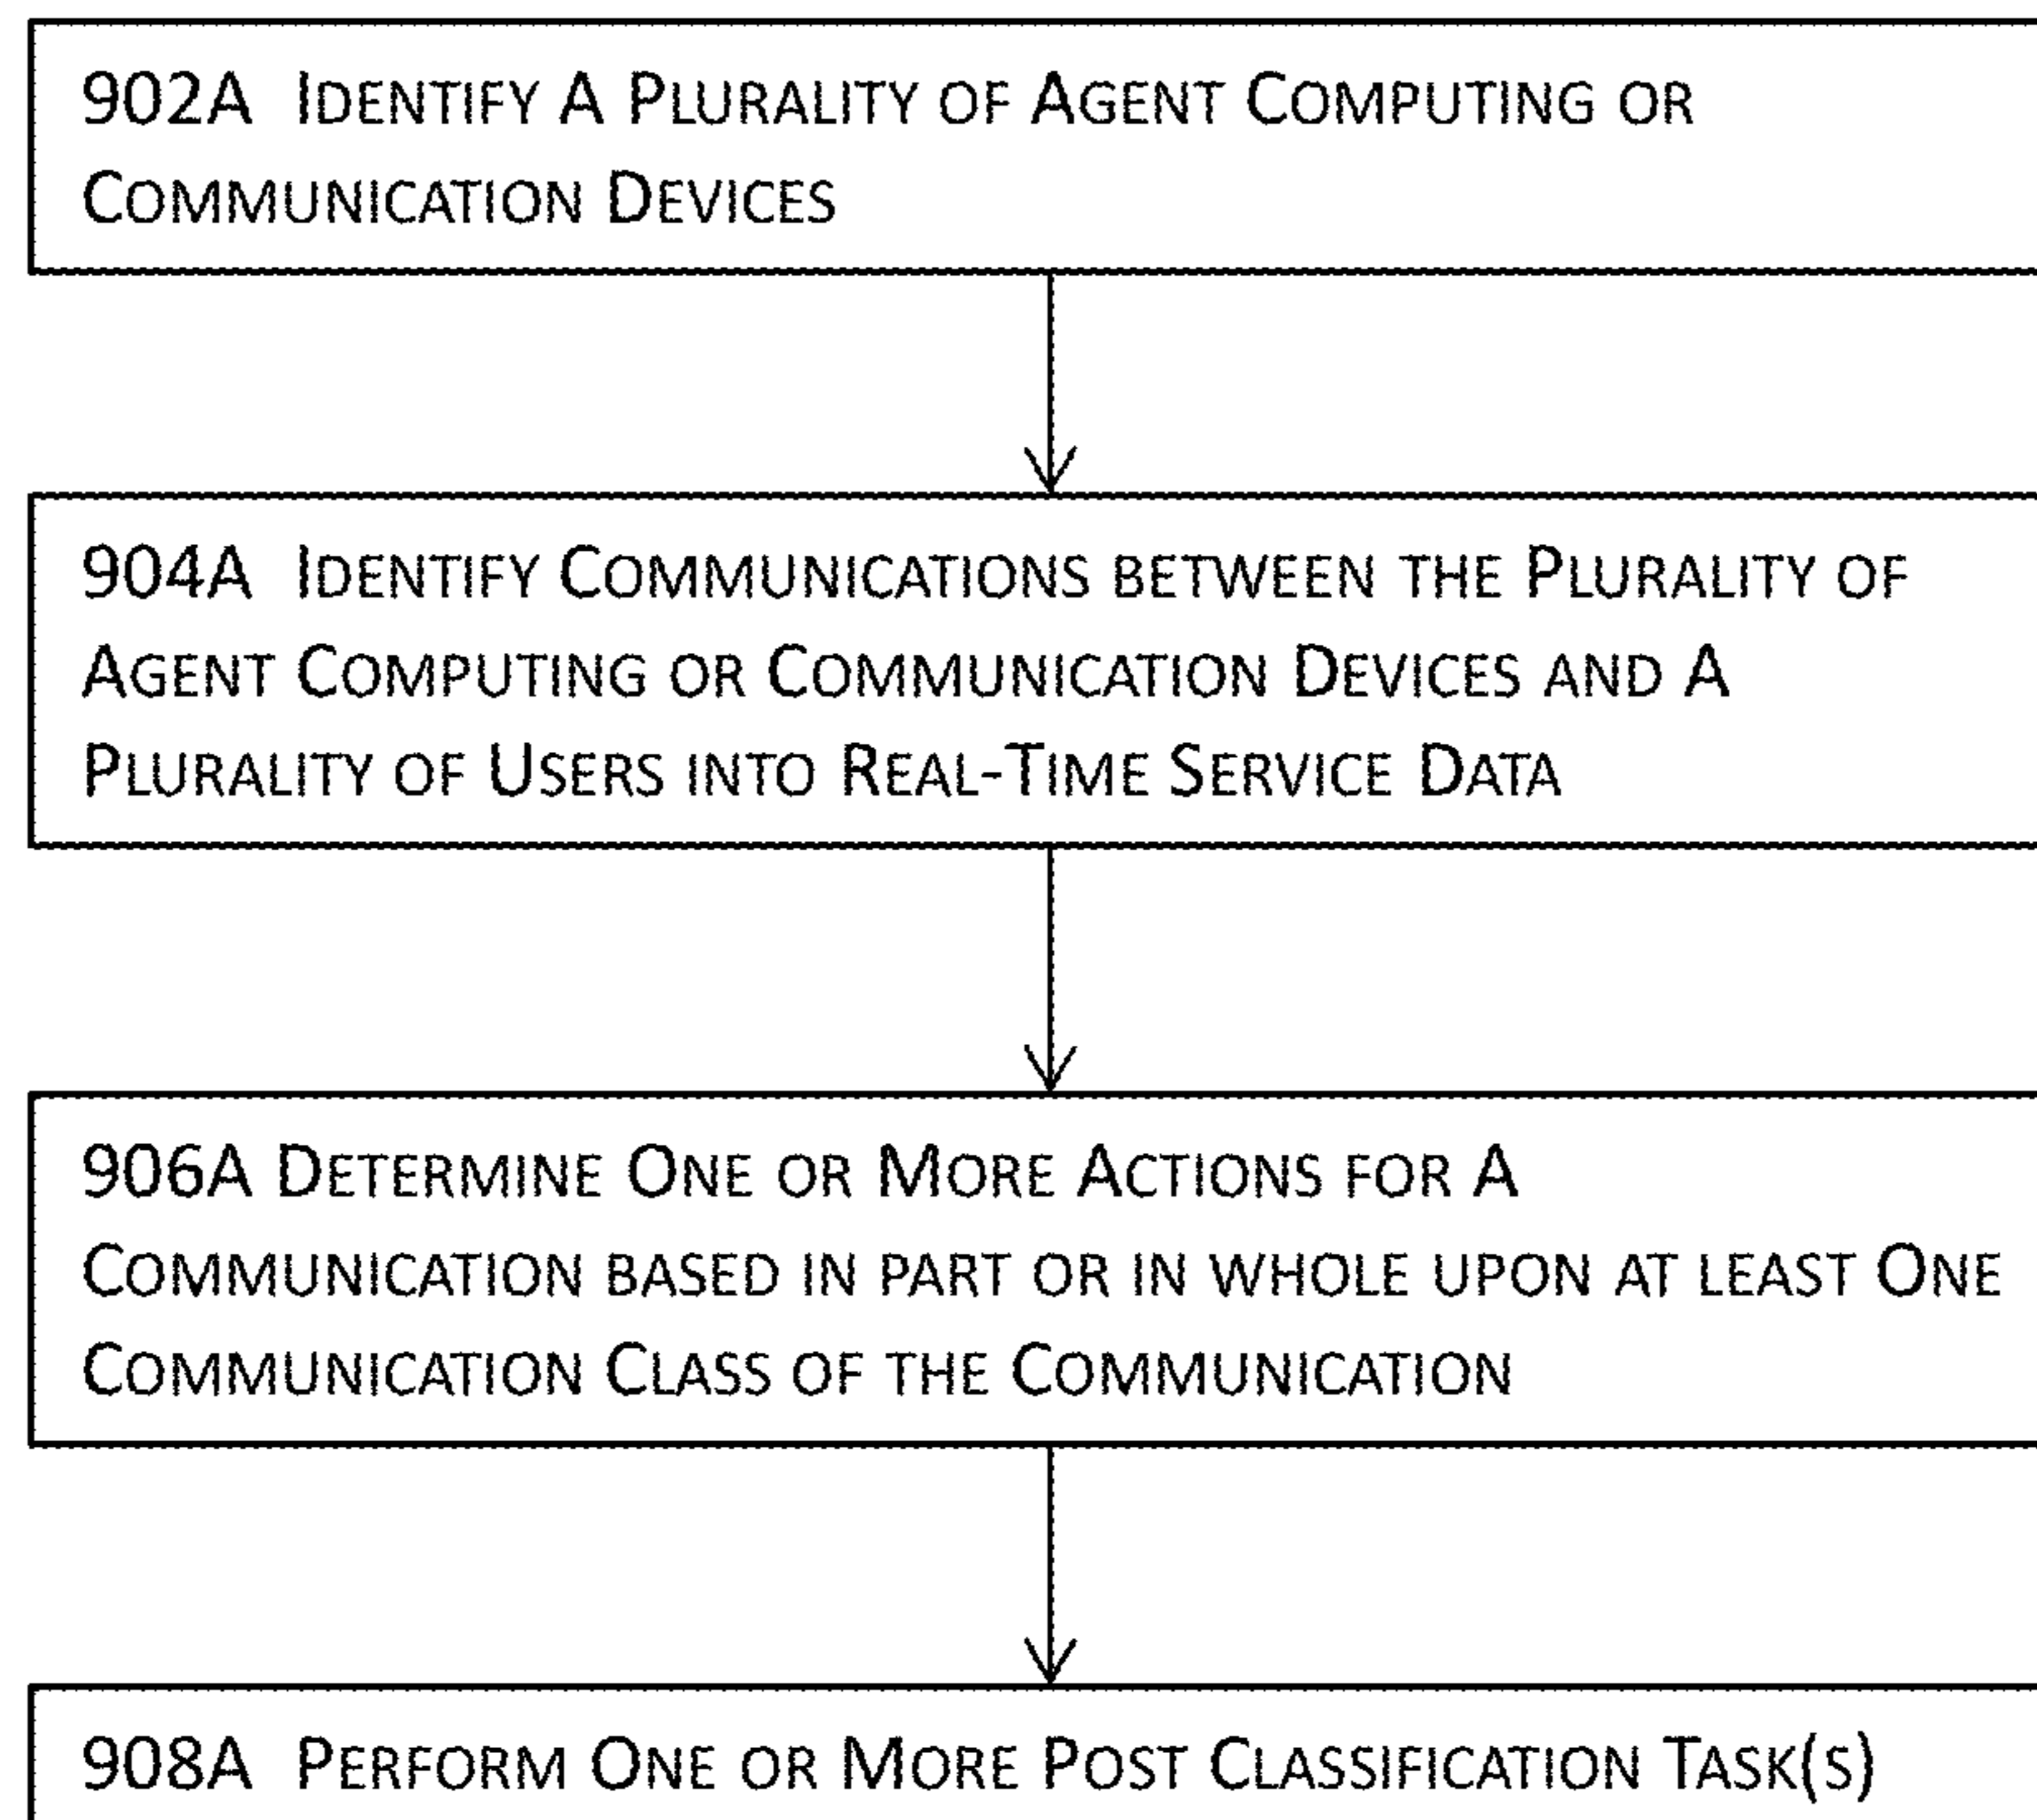 902A Identify A Plurality of Agent Computing or
Communication Devices
904A Identify Communications between the Plurality of
Agent Computing or Communication Devices and A
Plurality of Users into Real-Time Service Data
906A Determine One or More Actions for A
Communication based in part or in whole upon at least One
Communication Class of the Communication
908A Perform One or More Post Classification Task(s)